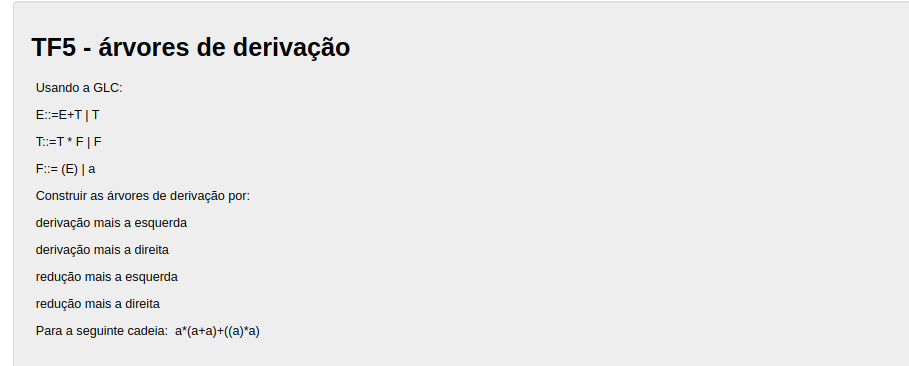 TF5 - árvores de derivação
Usando a GLC:
E::=E+T | T
T::=T * F | F
F::= (E) | a
Construir as árvores de derivação por:
derivação mais a esquerda
derivação mais a direita
redução mais a esquerda
redução mais a direita
Para a seguinte cadeia:  a*(a+a)+((a)*a)